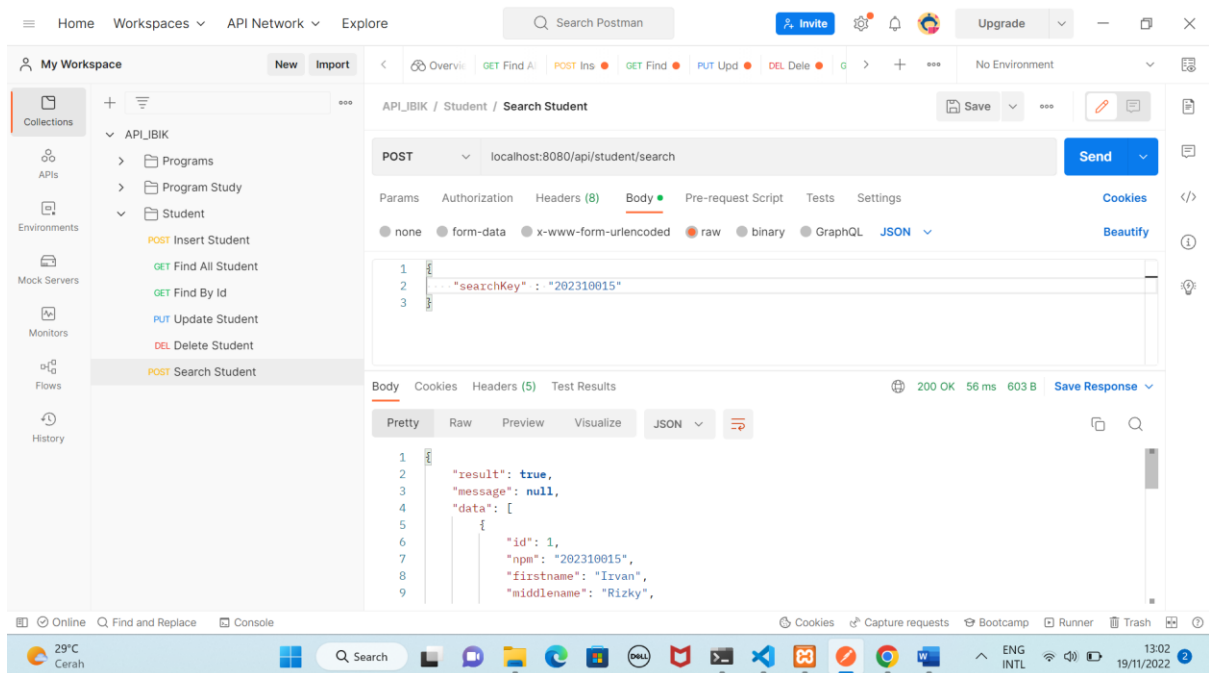 Home Workspaces API Network Explore Search Postman Invite Upgrade
My Workspace New Import Overvie GET Find Al POST Ins GET Find PUT Upd DEL Dele G No Environment
Collections
APIs
Environments
Mock Servers
Monitors
Flows
History
API_IBIK
Programs
Program Study
Student
POST Insert Student
GET Find All Student
GET Find By Id
PUT Update Student
DEL Delete Student
POST Search Student
API_IBIK / Student / Search Student Save
POST localhost:8080/api/student/search Send
Params Authorization Headers (8) Body Pre-request Script Tests Settings Cookies
none form-data x-www-form-urlencoded raw binary GraphQL JSON Beautify
1 {
2 "searchKey" : "202310015"
3 }
Body Cookies Headers (5) Test Results 200 OK 56 ms 603 B Save Response
Pretty Raw Preview Visualize JSON
1 {
2 "result": true,
3 "message": null,
4 "data": [
5 {
6 "id": 1,
7 "npm": "202310015",
8 "firstname": "Irvan",
9 "middlename": "Rizky",
Online Find and Replace Console Cookies Capture requests Bootcamp Runner Trash
29°C
Cerah
Search
DELL
ENG
INTL
13:02
19/11/2022
2